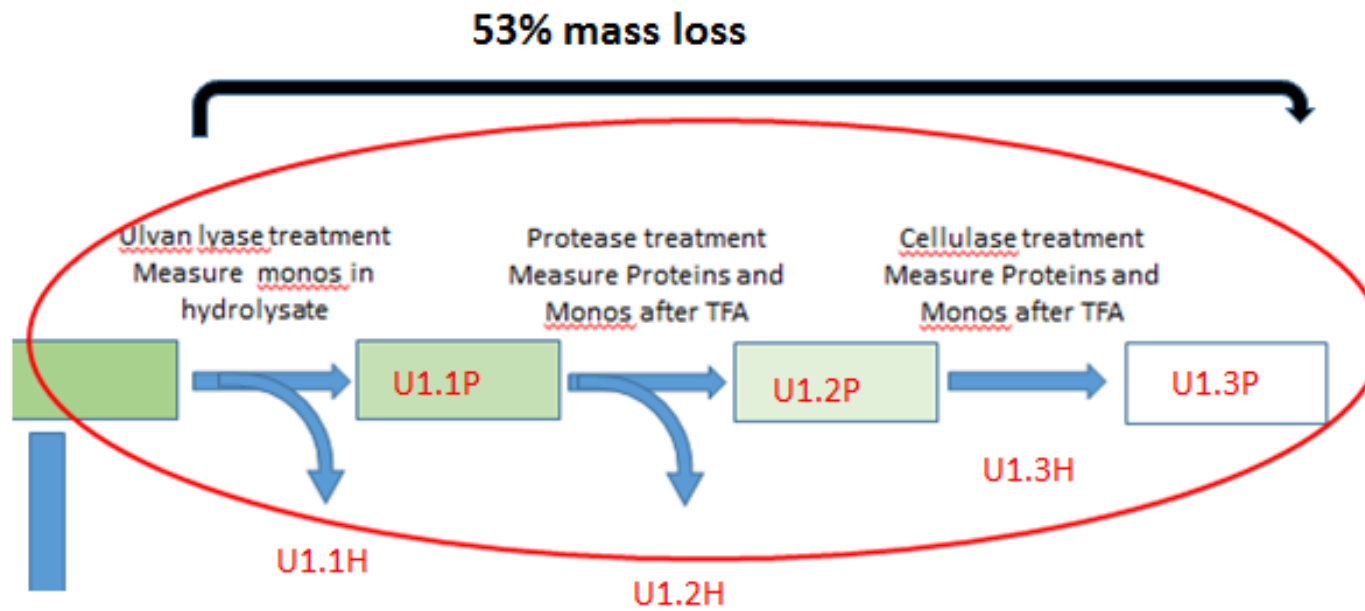 53% mass loss
Ulvan lyase treatment
Measure monos in
hydrolysate
Protease treatment
Measure Proteins and
Monos after TFA
Cellulase treatment
Measure Proteins and
Monos after TFA
U1.1P
U1.2P
U1.3P
U1.3H
U1.1H
U1.2H